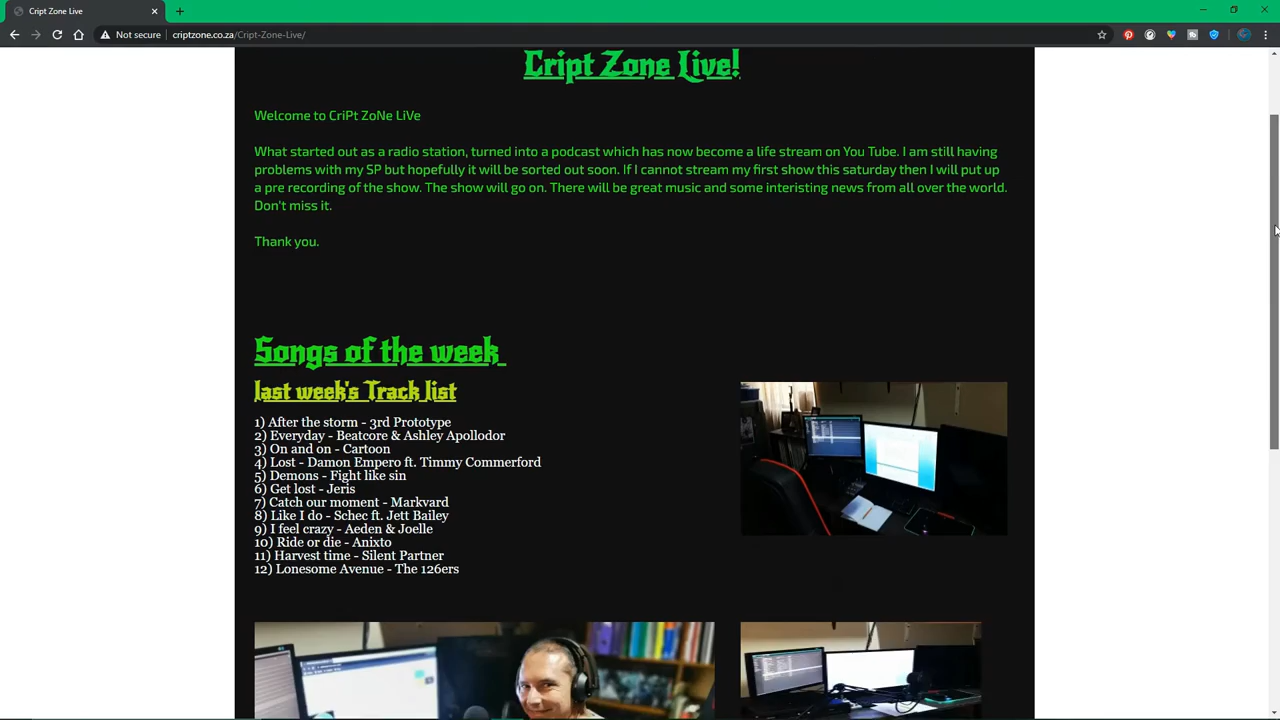 Cript Zone Live
Not secure
criptzone.co.za/Cript-Zone-Live/
Cript Zone Live!
Welcome to CriPt ZoNe LiVe
What started out as a radio station, turned into a podcast which has now become a life stream on You Tube. I am still having
problems with my SP but hopefully it will be sorted out soon. If I cannot stream my first show this saturday then I will put up
a pre recording of the show. The show will go on. There will be great music and some interisting news from all over the world.
Don't miss it.
Thank you.
Songs of the week
last week's Track list
1) After the storm - 3rd Prototype
2) Everyday - Beatcore & Ashley Apollodor
3) On and on - Cartoon
4) Lost - Damon Empero ft. Timmy Commerford
5) Demons - Fight like sin
6) Get lost - Jeris
7) Catch our moment - Markvard
8) Like I do - Schec ft. Jett Bailey
9) I feel crazy - Aeden & Joelle
10) Ride or die - Anixto
11) Harvest time - Silent Partner
12) Lonesome Avenue - The 126ers